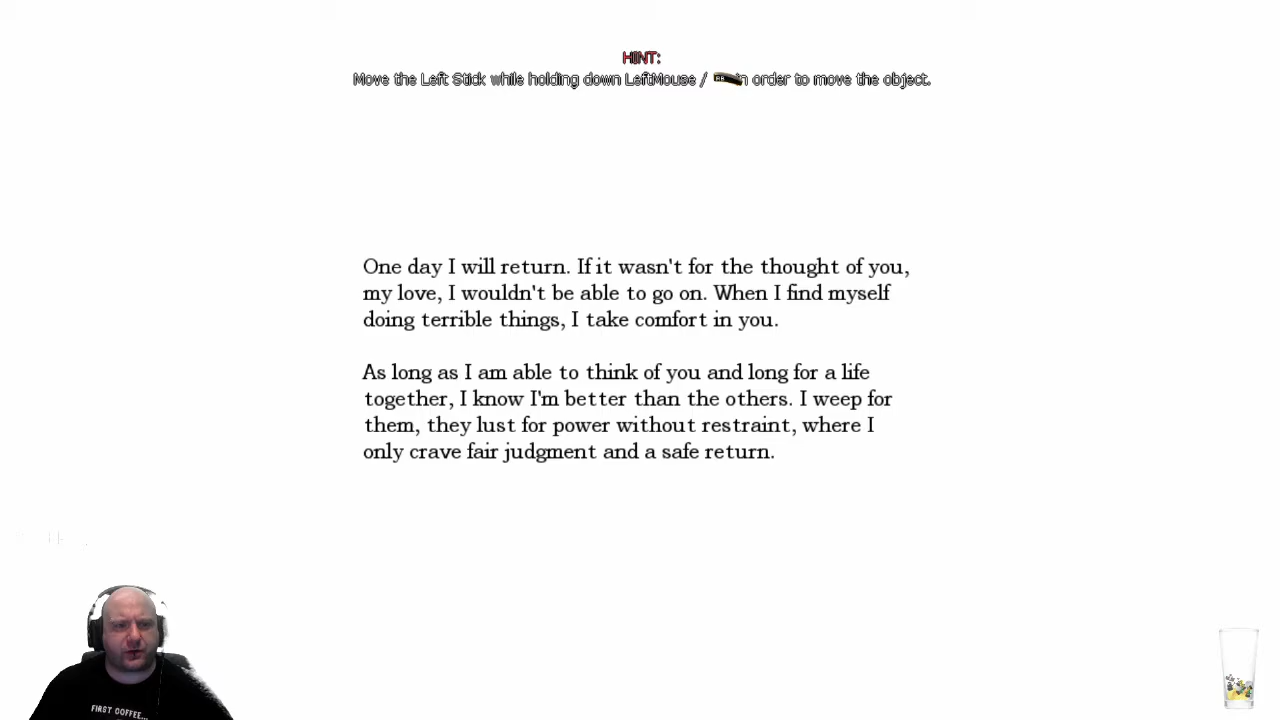 HINT:
Move the Left Stick while holding down LeftMouse / RB in order to move the object.
One day I will return. If it wasn't for the thought of you,
my love, I wouldn't be able to go on. When I find myself
doing terrible things, I take comfort in you.
As long as I am able to think of you and long for a life
together, I know I'm better than the others. I weep for
them, they lust for power without restraint, where I
only crave fair judgment and a safe return.
FIRST COFFEE...